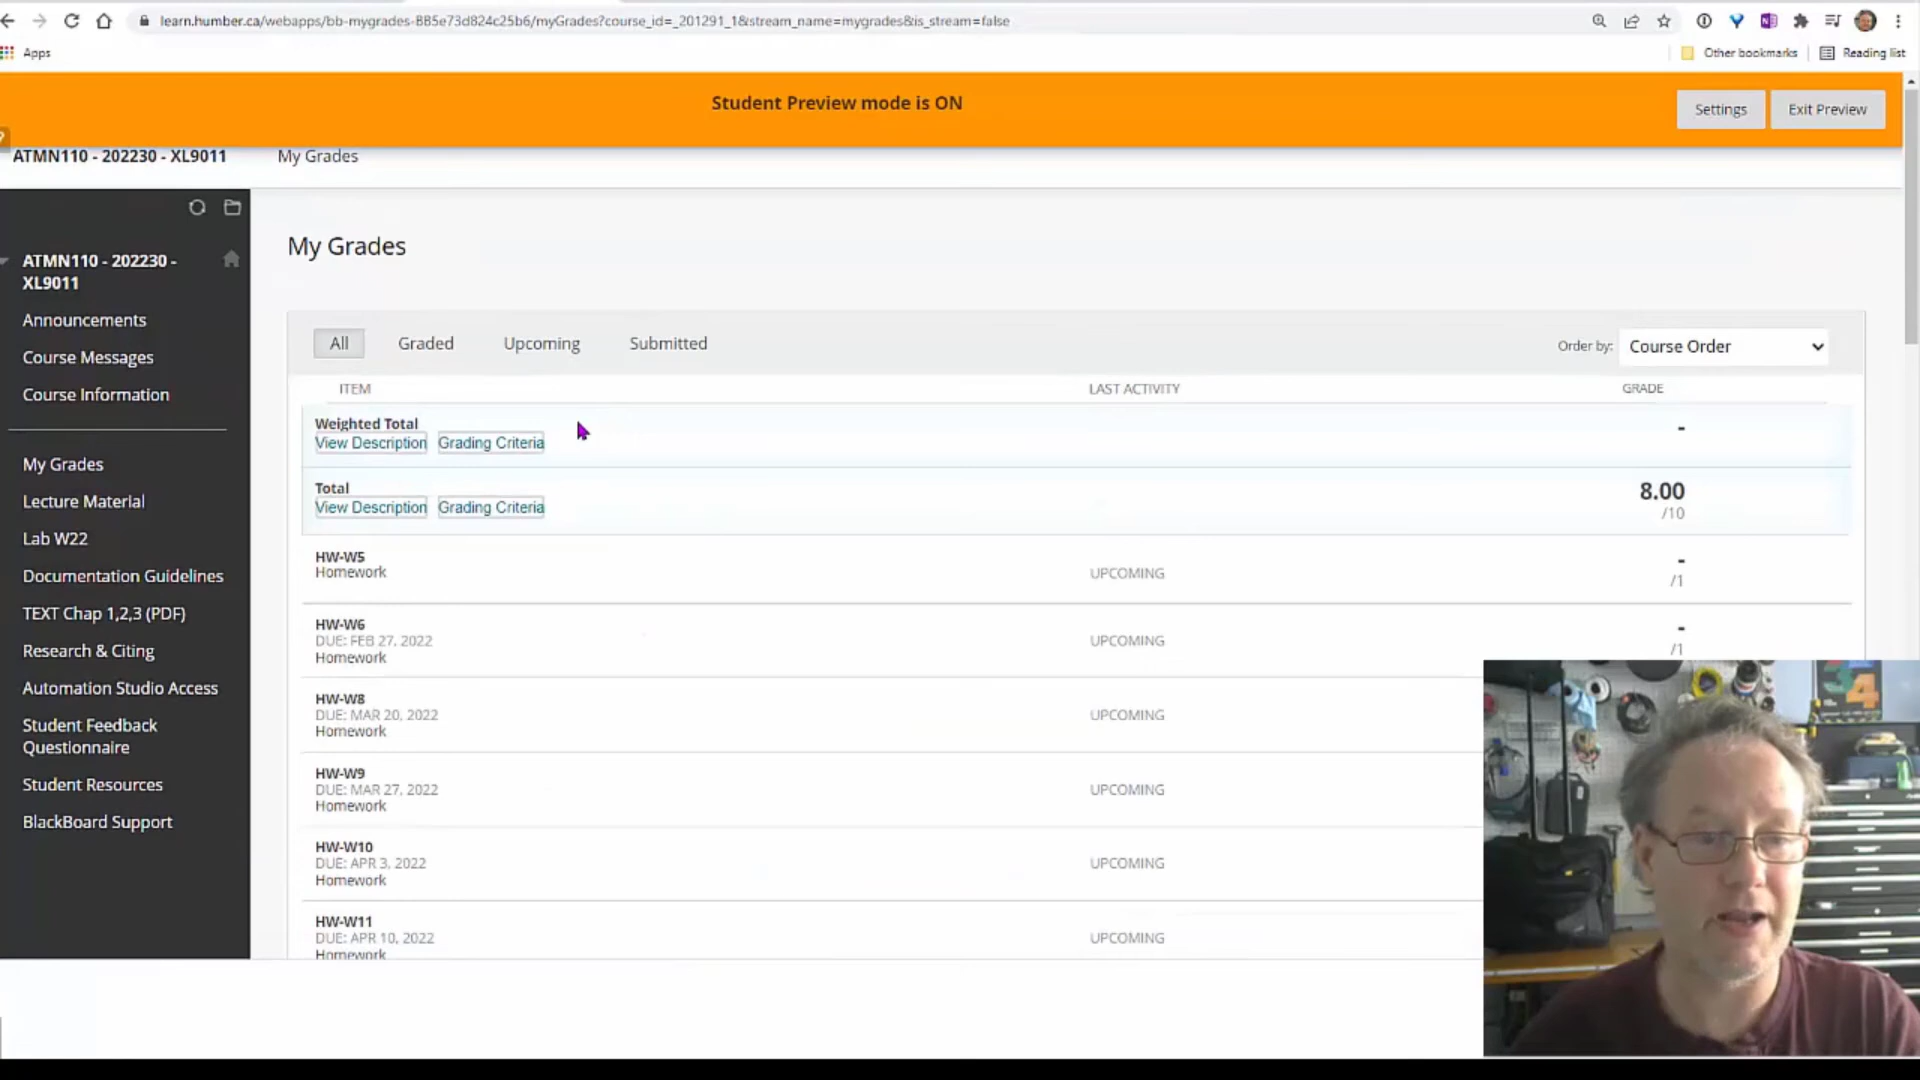 learn.humber.ca/webapps/bb-mygrades-BB5e73d824c25b6/myGrades?course_id=_201291_1&stream_name=mygrades&is_stream=false
Apps
Other bookmarks
Reading list
Student Preview mode is ON
Settings
Exit Preview
ATMN110 - 202230 - XL9011
My Grades
ATMN110 - 202230 -
XL9011
Announcements
Course Messages
Course Information
My Grades
Lecture Material
Lab W22
Documentation Guidelines
TEXT Chap 1,2,3 (PDF)
Research & Citing
Automation Studio Access
Student Feedback
Questionnaire
Student Resources
BlackBoard Support
My Grades
All
Graded
Upcoming
Submitted
Order by:
Course Order
ITEM
LAST ACTIVITY
GRADE
Weighted Total
View Description
Grading Criteria
-
Total
View Description
Grading Criteria
8.00
/10
HW-W5
Homework
UPCOMING
-
/1
HW-W6
DUE: FEB 27, 2022
Homework
UPCOMING
-
/1
HW-W8
DUE: MAR 20, 2022
Homework
UPCOMING
HW-W9
DUE: MAR 27, 2022
Homework
UPCOMING
HW-W10
DUE: APR 3, 2022
Homework
UPCOMING
HW-W11
DUE: APR 10, 2022
Homework
UPCOMING
34